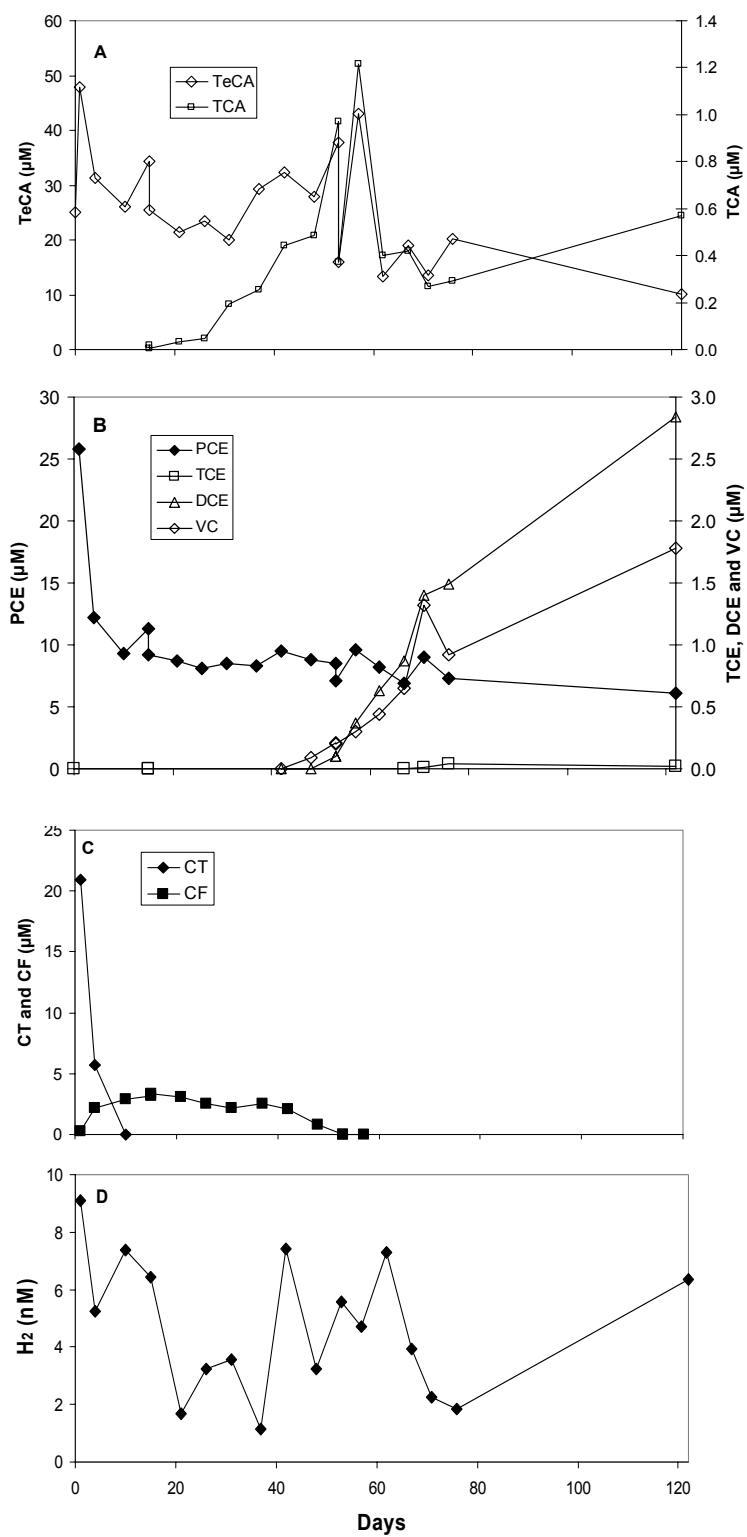 A
TeCA
TCA
TeCA (µM)
60
50
40
30
20
10
0
TCA (µM)
1.4
1.2
1.0
0.8
0.6
0.4
0.2
0.0
B
PCE
TCE
DCE
VC
PCE (µM)
30
25
20
15
10
5
0
TCE, DCE and VC (µM)
3.0
2.5
2.0
1.5
1.0
0.5
0.0
C
CT
CF
CT and CF (µM)
25
20
15
10
5
0
D
H2 (nM)
10
8
6
4
2
0
0 20 40 60 80 100 120
Days